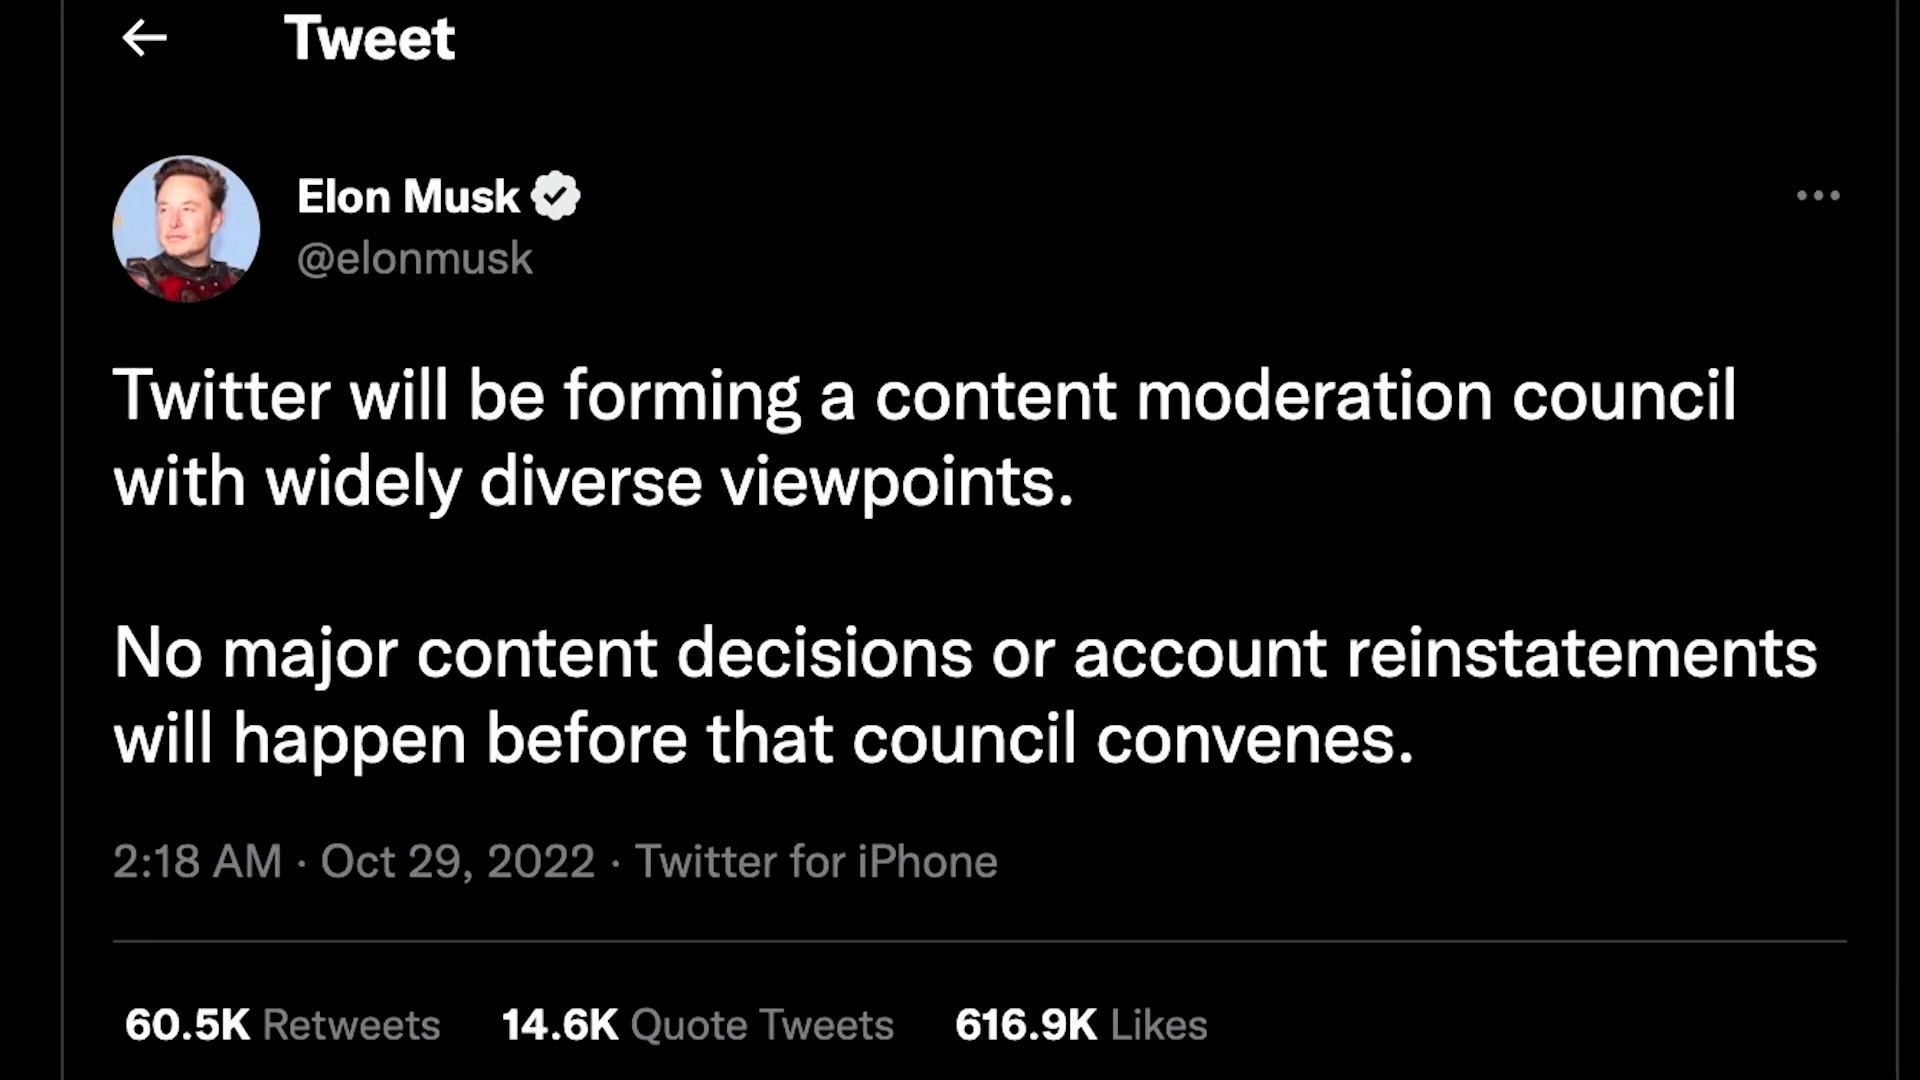 Tweet
Elon Musk
@elonmusk
Twitter will be forming a content moderation council
with widely diverse viewpoints.
No major content decisions or account reinstatements
will happen before that council convenes.
2:18 AM · Oct 29, 2022 · Twitter for iPhone
60.5K Retweets 14.6K Quote Tweets 616.9K Likes